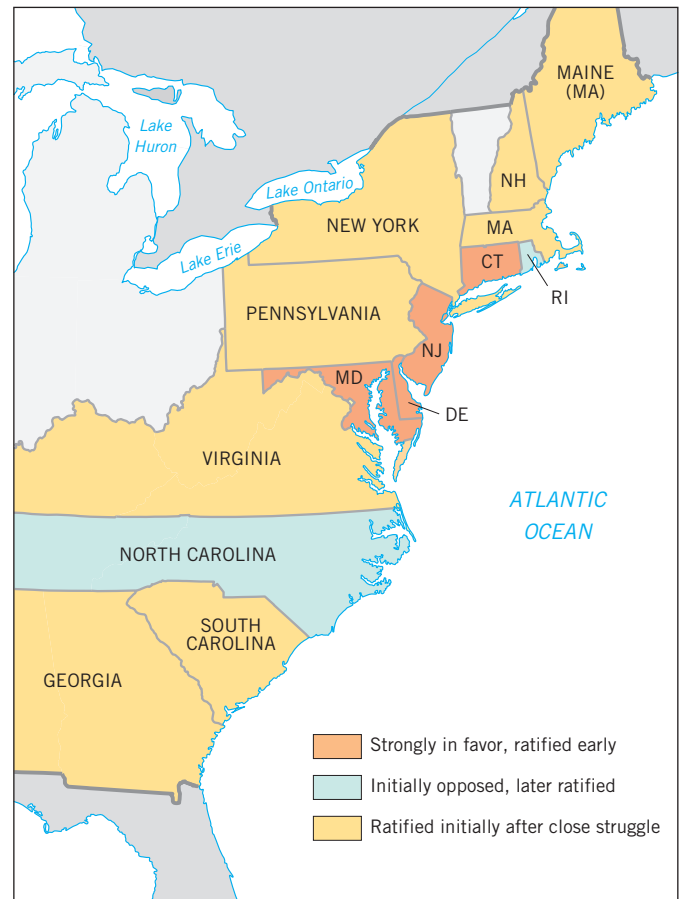 MAINE
(MA)
Lake
Huron
NH
Lake Ontario
NEW YORK
MA
Lake Erie
CT
RI
PENNSYLVANIA
NJ
MD
DE
VIRGINIA
ATLANTIC
OCEAN
NORTH CAROLINA
SOUTH
CAROLINA
GEORGIA
Strongly in favor, ratified early
Initially opposed, later ratified
Ratified initially after close struggle